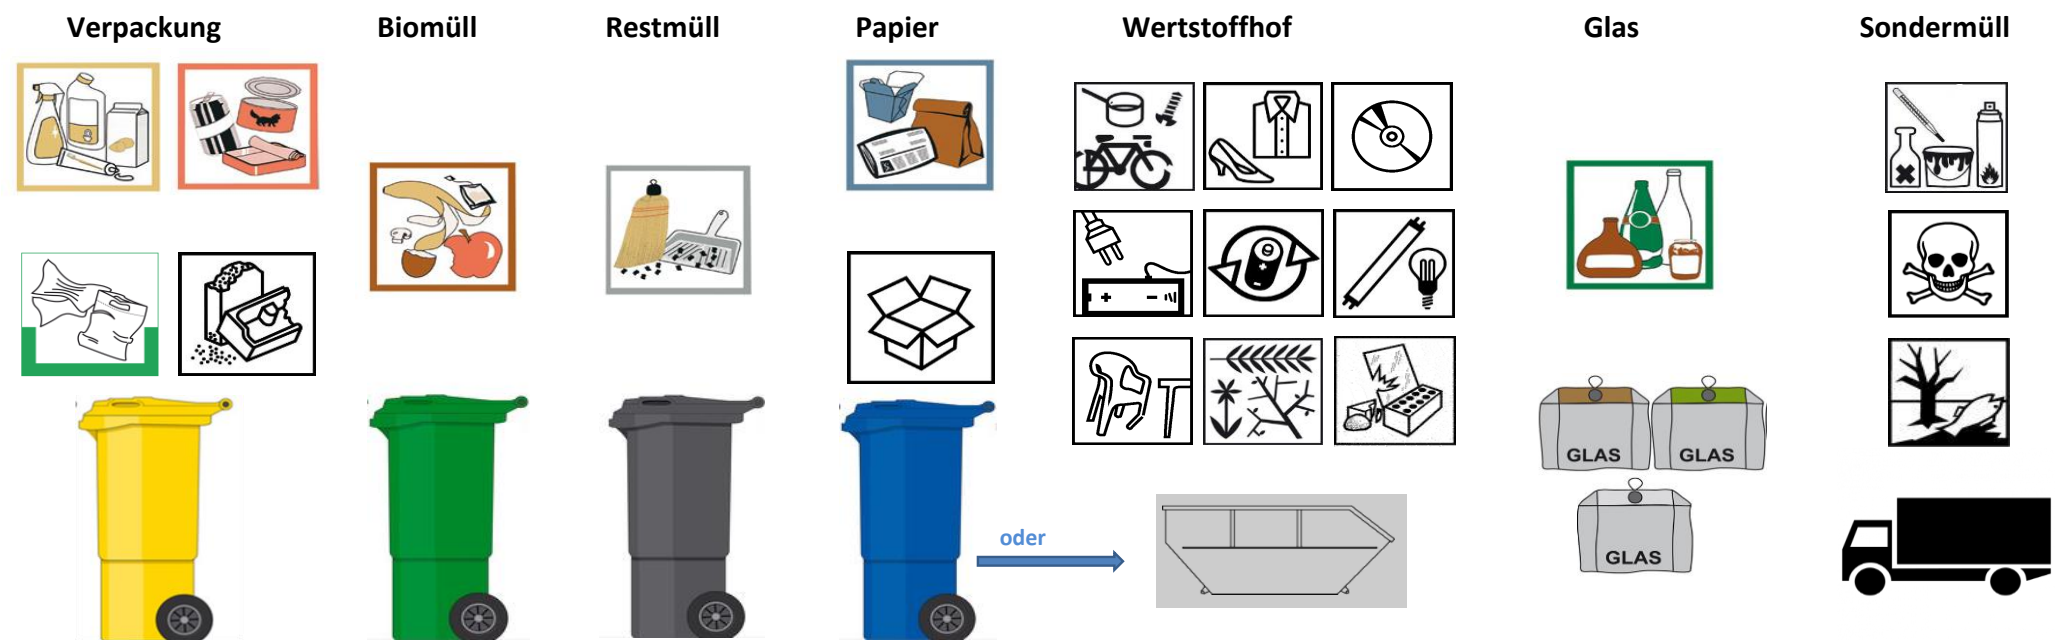 Verpackung
Biomüll
Restmüll
Papier
Wertstoffhof
Glas
Sondermüll
oder
GLAS
GLAS
GLAS